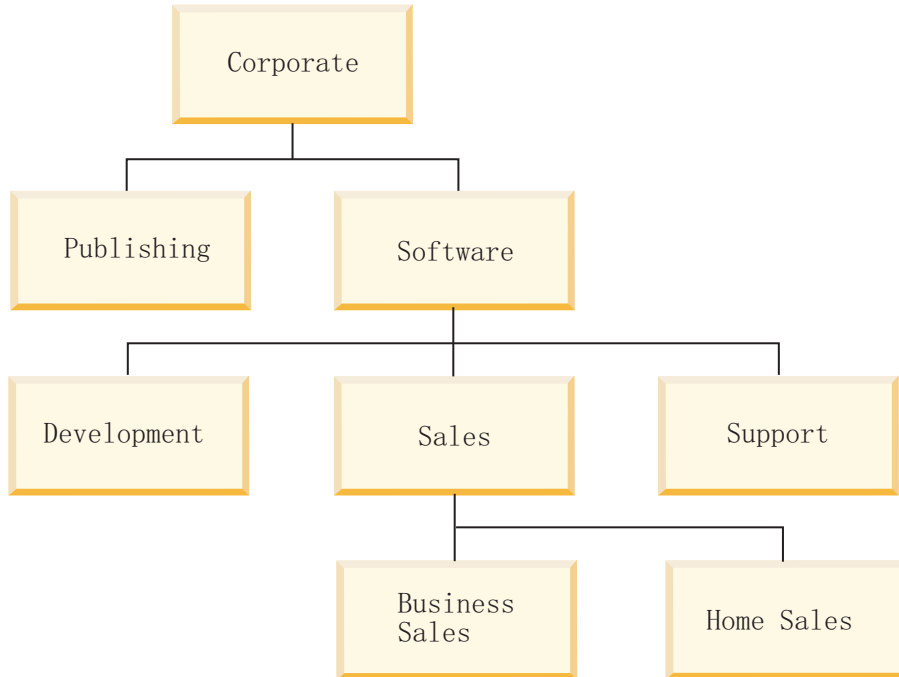 Corporate
Publishing
Software
Development
Sales
Support
Business
Sales
Home Sales